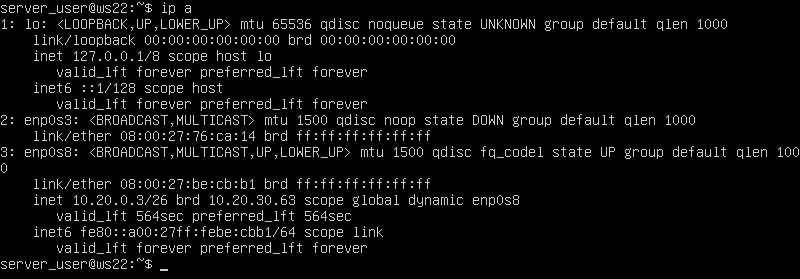 server_user@ws22:~$ ip a
1: lo: <LOOPBACK,UP,LOWER_UP> mtu 65536 qdisc noqueue state UNKNOWN group default qlen 1000
    link/loopback 00:00:00:00:00:00 brd 00:00:00:00:00:00
    inet 127.0.0.1/8 scope host lo
       valid_lft forever preferred_lft forever
    inet6 ::1/128 scope host
       valid_lft forever preferred_lft forever
2: enp0s3: <BROADCAST,MULTICAST> mtu 1500 qdisc noop state DOWN group default qlen 1000
    link/ether 08:00:27:76:ca:14 brd ff:ff:ff:ff:ff:ff
3: enp0s8: <BROADCAST,MULTICAST,UP,LOWER_UP> mtu 1500 qdisc fq_codel state UP group default qlen 100
0
    link/ether 08:00:27:be:cb:b1 brd ff:ff:ff:ff:ff:ff
    inet 10.20.0.3/26 brd 10.20.30.63 scope global dynamic enp0s8
       valid_lft 564sec preferred_lft 564sec
    inet6 fe80::a00:27ff:febe:cbb1/64 scope link
       valid_lft forever preferred_lft forever
server_user@ws22:~$ _